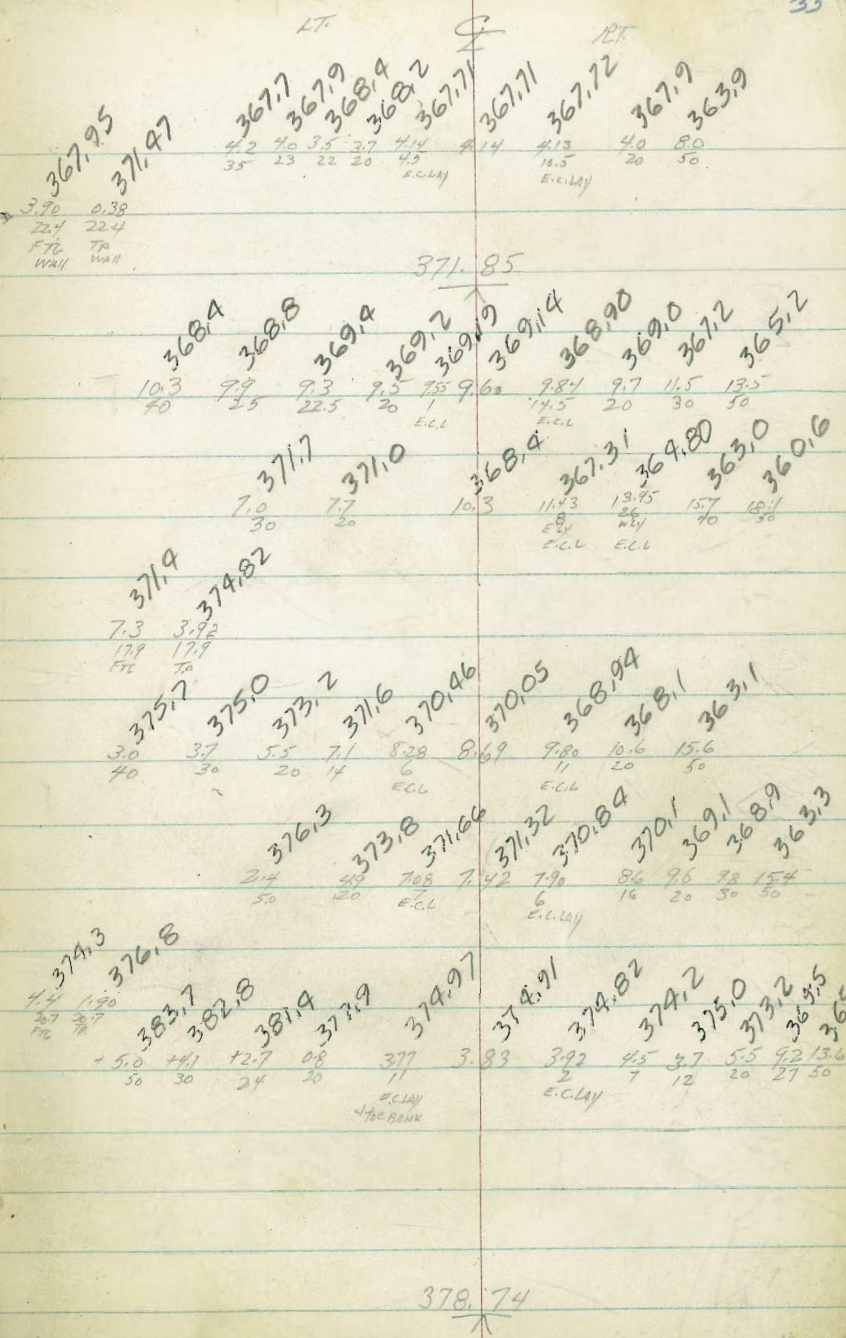 33
LT. ℄ RT.
367.7 367.9 368.4 368.2 367.71 367.71 367.72 367.9 363.9
4.2 4.0 3.5 3.7 4.14 4.14 4.13 4.0 8.0
35 23 22 20 4.5 10.5 20 50
E.C.LAY E.C.LAY
367.95 371.47
3.90 0.38
22.4 22.4
FTG TP
WALL WALL
371.85
368.4 368.8 369.4 369.2 369.19 369.14 368.90 369.0 367.2 365.2
10.3 9.9 9.3 9.5 9.55 9.60 9.84 9.7 11.5 13.5
40 25 22.5 20 1 14.5 20 30 50
E.C.L E.C.L
371.7 371.0 368.4 367.31 364.80 363.0 360.6
7.0 7.7 10.3 11.43 13.95 15.7 18.1
30 20 8 26 40 50
E'LY W'LY
E.C.L E.C.L
371.4 374.82
7.3 3.92
17.9 17.9
FTG TP
375.7 375.0 373.2 371.6 370.46 370.05 368.94 368.1 363.1
3.0 3.7 5.5 7.1 8.28 8.69 9.80 10.6 15.6
40 30 20 14 6 11 20 50
E.C.L E.C.L
376.3 373.8 371.66 371.32 370.84 370.1 369.1 368.9 363.3
2.4 4.9 7.08 7.42 7.90 8.6 9.6 9.8 15.4
50 20 7 6 16 20 30 50
E.C.L E.C.LAY
374.3 376.8
4.4 1.90
20.7 20.7
FTG TP
383.7 382.8 381.4 377.9 374.97 374.91 374.82 374.2 375.0 373.2 369.5 365
+5.0 +4.1 +2.7 0.8 3.77 3.83 3.92 4.5 3.7 5.5 9.2 13.6
50 30 24 20 11 2 7 12 20 27 50
E.C.LAY E.C.LAY
+TOE BANK
378.74